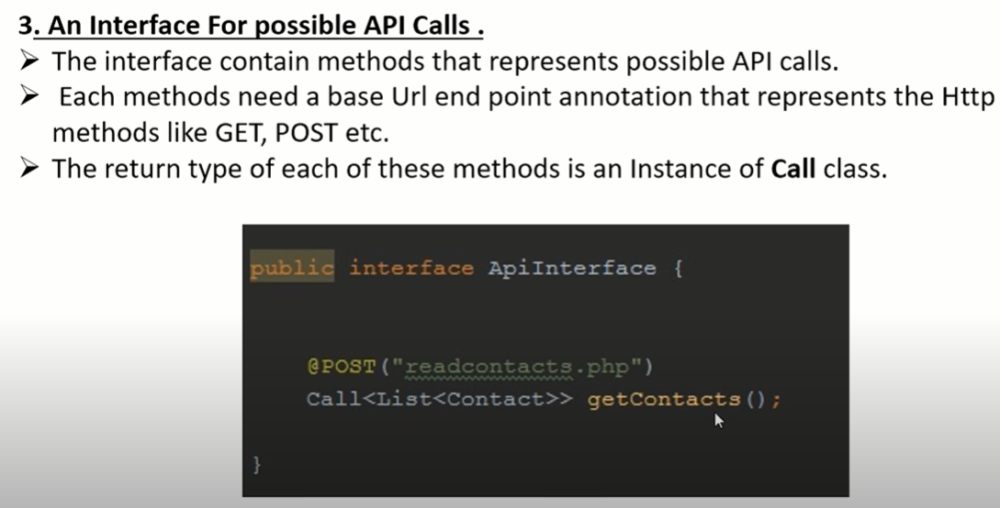 3. An Interface For possible API Calls .
➤ The interface contain methods that represents possible API calls.
➤ Each methods need a base Url end point annotation that represents the Http
methods like GET, POST etc.
➤ The return type of each of these methods is an Instance of Call class.
public interface ApiInterface {
@POST("readcontacts.php")
Call<List<Contact>> getContacts();
}